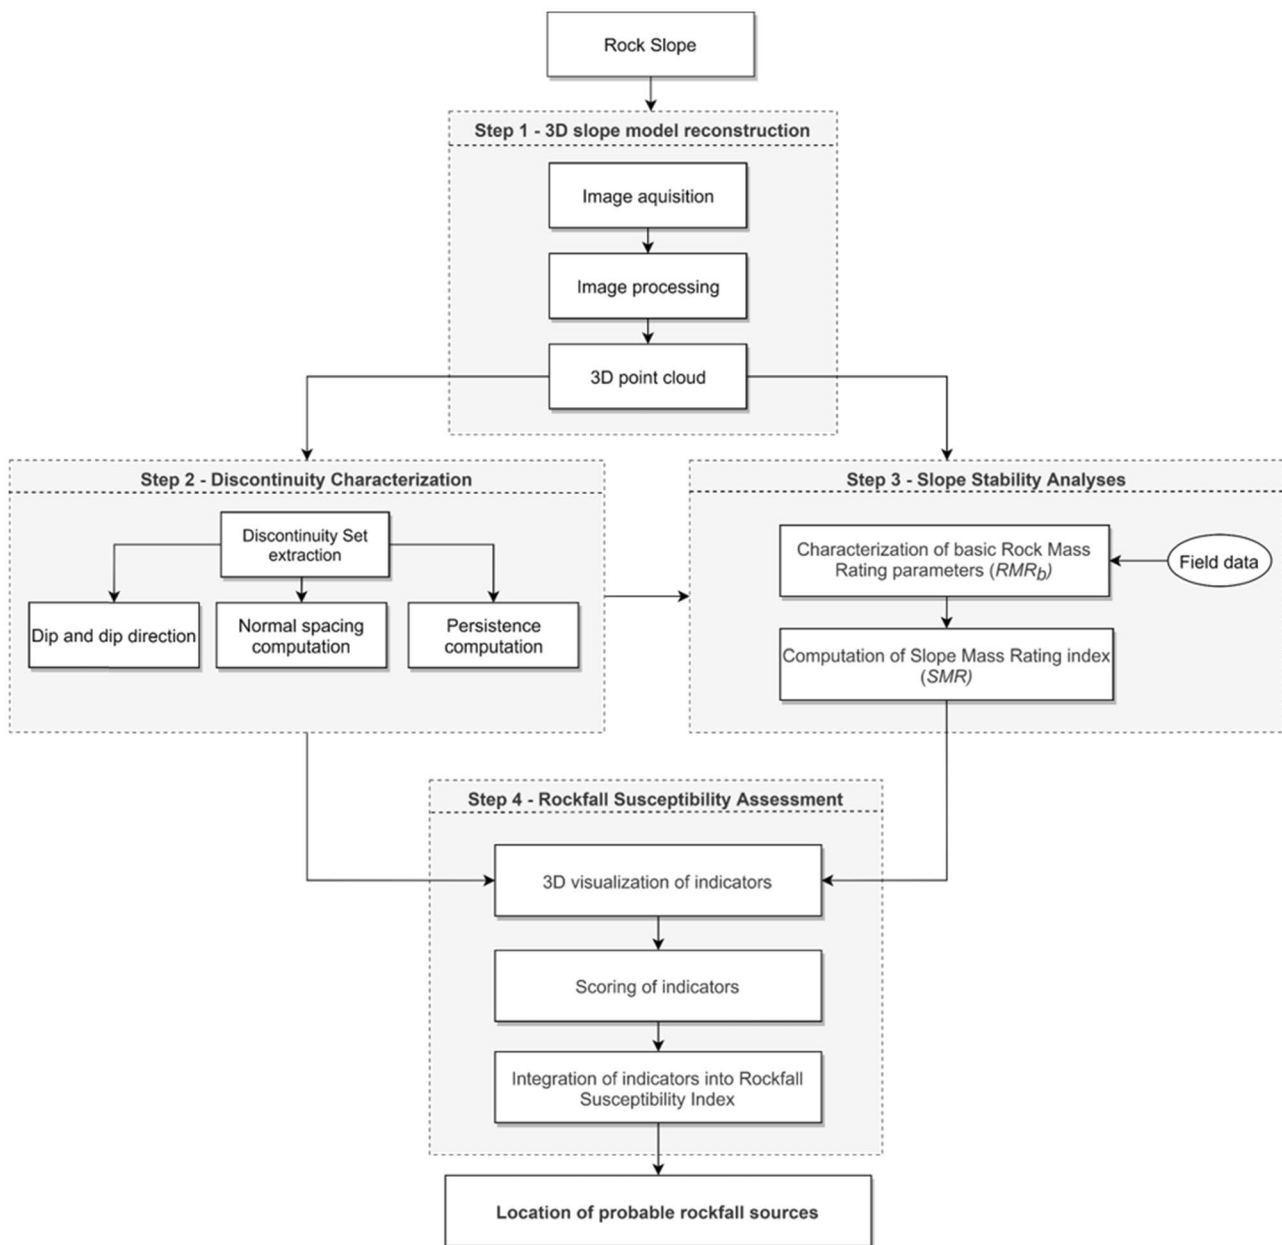 Rock Slope
Step 1 - 3D slope model reconstruction
Image aquisition
Image processing
3D point cloud
Step 2 - Discontinuity Characterization
Discontinuity Set
extraction
Dip and dip direction
Normal spacing
computation
Persistence
computation
Step 3 - Slope Stability Analyses
Characterization of basic Rock Mass
Rating parameters (RMRb)
Field data
Computation of Slope Mass Rating index
(SMR)
Step 4 - Rockfall Susceptibility Assessment
3D visualization of indicators
Scoring of indicators
Integration of indicators into Rockfall
Susceptibility Index
Location of probable rockfall sources